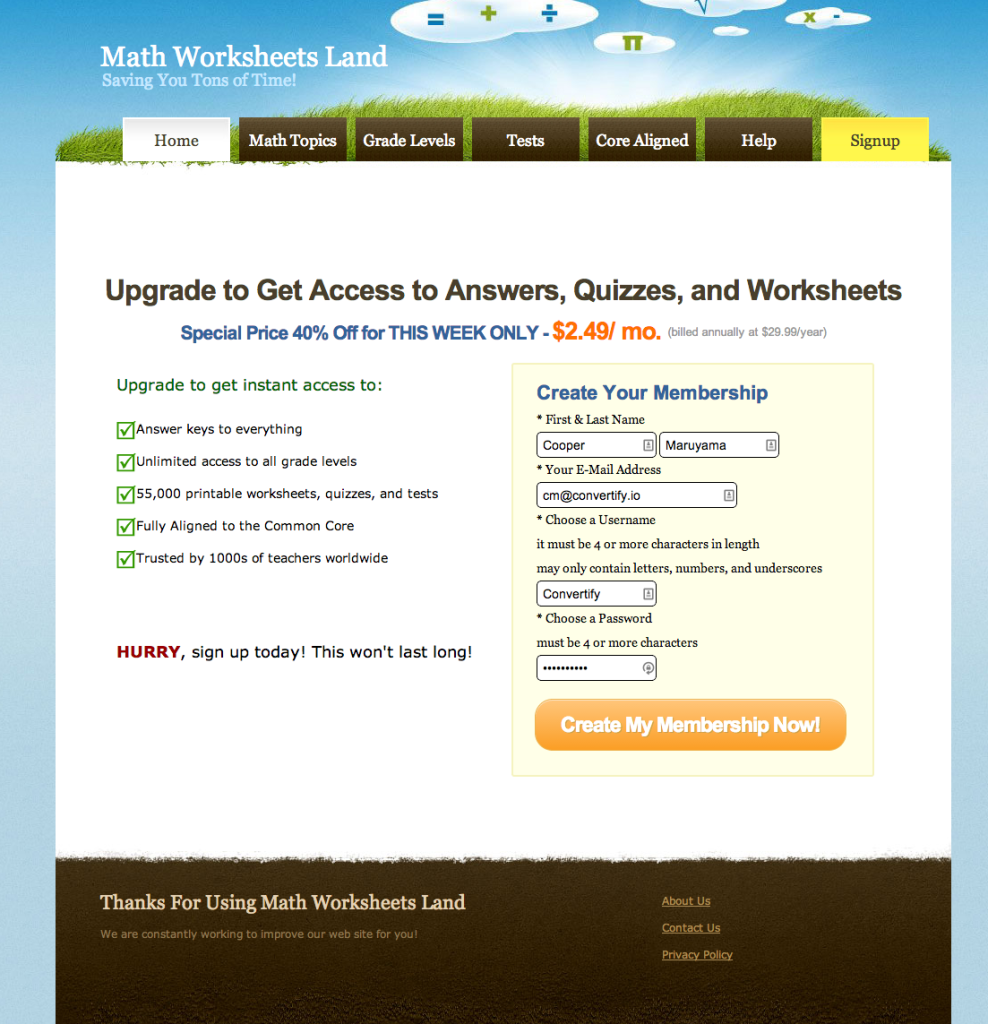 = + ÷ √ x -
π
Math Worksheets Land
Saving You Tons of Time!
Home Math Topics Grade Levels Tests Core Aligned Help Signup
Upgrade to Get Access to Answers, Quizzes, and Worksheets
Special Price 40% Off for THIS WEEK ONLY - $2.49/ mo. (billed annually at $29.99/year)
Upgrade to get instant access to:
Answer keys to everything
Unlimited access to all grade levels
55,000 printable worksheets, quizzes, and tests
Fully Aligned to the Common Core
Trusted by 1000s of teachers worldwide
HURRY, sign up today! This won't last long!
Create Your Membership
* First & Last Name
Cooper Maruyama
* Your E-Mail Address
cm@convertify.io
* Choose a Username
it must be 4 or more characters in length
may only contain letters, numbers, and underscores
Convertify
* Choose a Password
must be 4 or more characters
••••••••••
Create My Membership Now!
Thanks For Using Math Worksheets Land
We are constantly working to improve our web site for you!
About Us
Contact Us
Privacy Policy